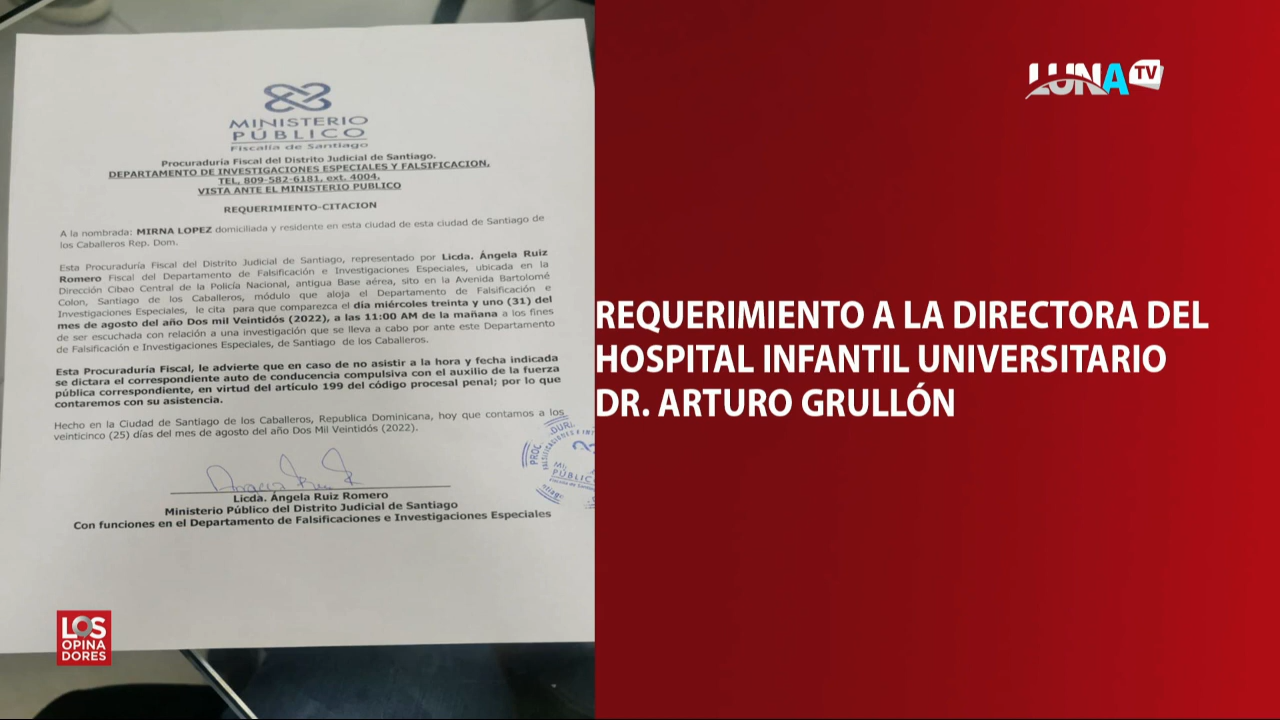 MINISTERIO
PÚBLICO
Fiscalía de Santiago
Procuraduría Fiscal del Distrito Judicial de Santiago.
DEPARTAMENTO DE INVESTIGACIONES ESPECIALES Y FALSIFICACION,
TEL, 809-582-6181, ext. 4004,
VISTA ANTE EL MINISTERIO PUBLICO
REQUERIMIENTO-CITACION
A la nombrada: MIRNA LOPEZ domiciliada y residente en esta ciudad de esta ciudad de Santiago de
los Caballeros Rep. Dom.
Esta Procuraduría Fiscal del Distrito Judicial de Santiago, representado por Licda. Ángela Ruiz
Romero Fiscal del Departamento de Falsificación e Investigaciones Especiales, ubicada en la
Dirección Cibao Central de la Policía Nacional, antigua Base aérea, sito en la Avenida Bartolomé
Colon, Santiago de los Caballeros, módulo que aloja el Departamento de Falsificación e
Investigaciones Especiales, le cita para que comparezca el día miércoles treinta y uno (31) del
mes de agosto del año Dos mil Veintidós (2022), a las 11:00 AM de la mañana a los fines
de ser escuchada con relación a una investigación que se lleva a cabo por ante este Departamento
de Falsificación e Investigaciones Especiales, de Santiago de los Caballeros.
Esta Procuraduría Fiscal, le advierte que en caso de no asistir a la hora y fecha indicada
se dictara el correspondiente auto de conducencia compulsiva con el auxilio de la fuerza
pública correspondiente, en virtud del artículo 199 del código procesal penal; por lo que
contaremos con su asistencia.
Hecho en la Ciudad de Santiago de los Caballeros, Republica Dominicana, hoy que contamos a los
veinticinco (25) días del mes de agosto del año Dos Mil Veintidós (2022).
Licda. Ángela Ruiz Romero
Ministerio Público del Distrito Judicial de Santiago
Con funciones en el Departamento de Falsificaciones e Investigaciones Especiales
PROC.
PÚBLICO
LOS
OPINA
DORES
LUNA TV
REQUERIMIENTO A LA DIRECTORA DEL
HOSPITAL INFANTIL UNIVERSITARIO
DR. ARTURO GRULLÓN